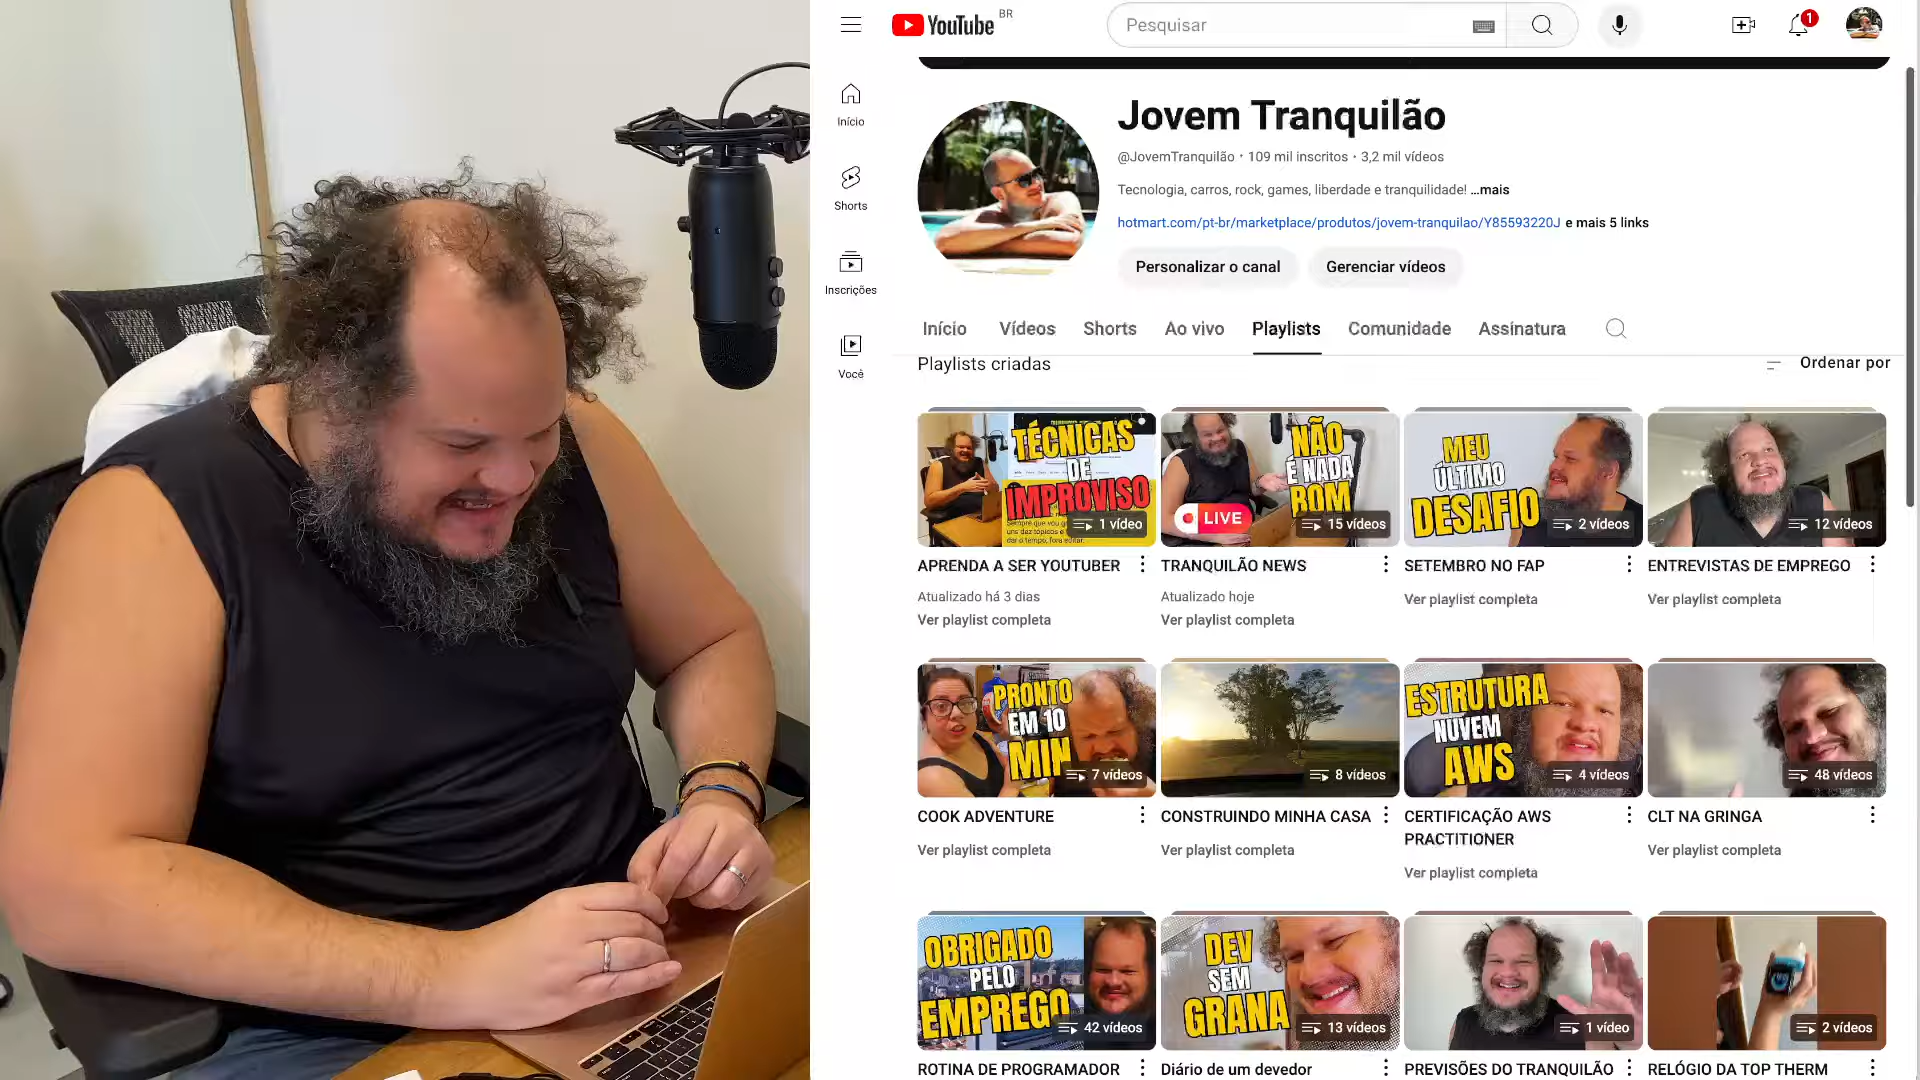 YouTube BR
Pesquisar
1
Início
Shorts
Inscrições
Você
Jovem Tranquilão
@JovemTranquilão • 109 mil inscritos • 3,2 mil vídeos
Tecnologia, carros, rock, games, liberdade e tranquilidade! ...mais
hotmart.com/pt-br/marketplace/produtos/jovem-tranquilao/Y85593220J e mais 5 links
Personalizar o canal
Gerenciar vídeos
Início Vídeos Shorts Ao vivo Playlists Comunidade Assinatura
Playlists criadas
Ordenar por
TÉCNICAS
DE
IMPROVISO
1 vídeo
APRENDA A SER YOUTUBER
Atualizado há 3 dias
Ver playlist completa
NÃO
É NADA
BOM
LIVE
15 vídeos
TRANQUILÃO NEWS
Atualizado hoje
Ver playlist completa
MEU
ÚLTIMO
DESAFIO
2 vídeos
SETEMBRO NO FAP
Ver playlist completa
12 vídeos
ENTREVISTAS DE EMPREGO
Ver playlist completa
PRONTO
EM 10
MIN
7 vídeos
COOK ADVENTURE
Ver playlist completa
8 vídeos
CONSTRUINDO MINHA CASA
Ver playlist completa
ESTRUTURA
NUVEM
AWS
4 vídeos
CERTIFICAÇÃO AWS
PRACTITIONER
Ver playlist completa
48 vídeos
CLT NA GRINGA
Ver playlist completa
OBRIGADO
PELO
EMPREGO
42 vídeos
ROTINA DE PROGRAMADOR
DEV
SEM
GRANA
13 vídeos
Diário de um devedor
1 vídeo
PREVISÕES DO TRANQUILÃO
2 vídeos
RELÓGIO DA TOP THERM